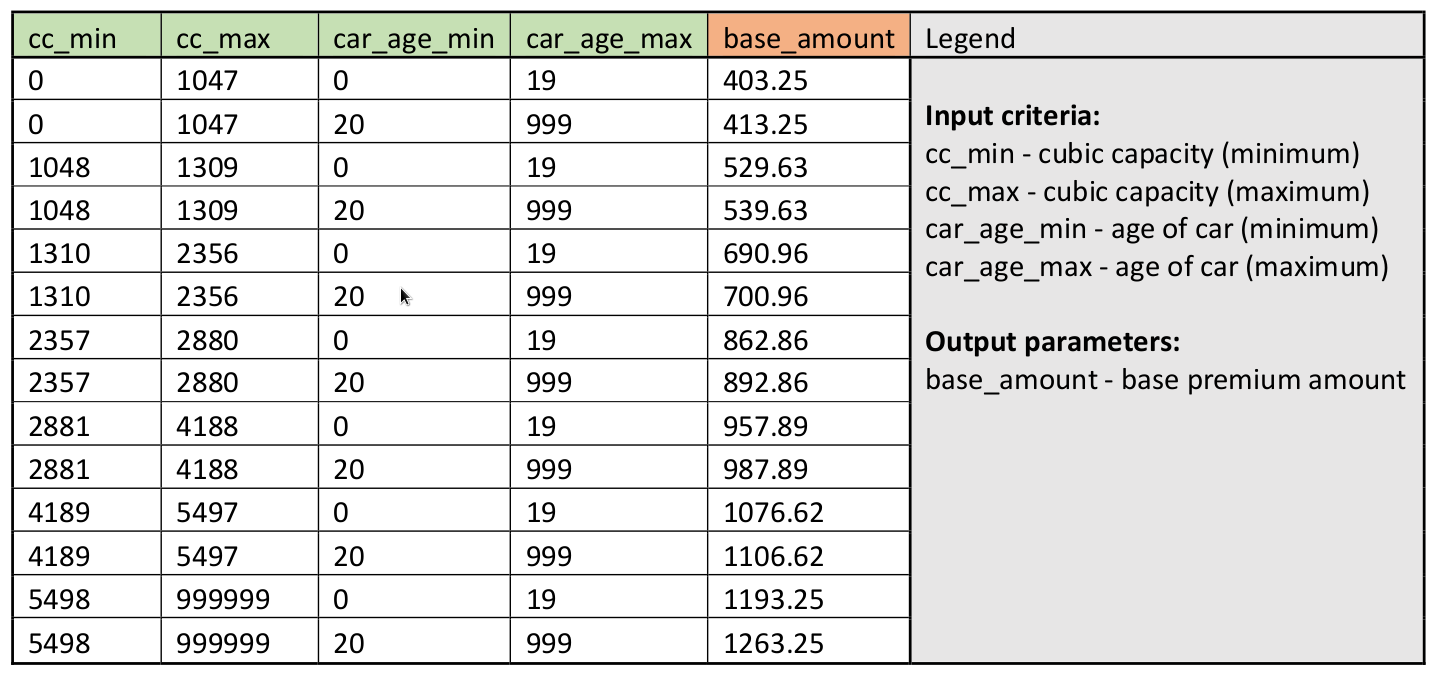 cc_min cc_max car_age_min car_age_max base_amount Legend
0 1047 0 19 403.25
0 1047 20 999 413.25
1048 1309 0 19 529.63
1048 1309 20 999 539.63
1310 2356 0 19 690.96
1310 2356 20 999 700.96
2357 2880 0 19 862.86
2357 2880 20 999 892.86
2881 4188 0 19 957.89
2881 4188 20 999 987.89
4189 5497 0 19 1076.62
4189 5497 20 999 1106.62
5498 999999 0 19 1193.25
5498 999999 20 999 1263.25
Input criteria:
cc_min - cubic capacity (minimum)
cc_max - cubic capacity (maximum)
car_age_min - age of car (minimum)
car_age_max - age of car (maximum)
Output parameters:
base_amount - base premium amount